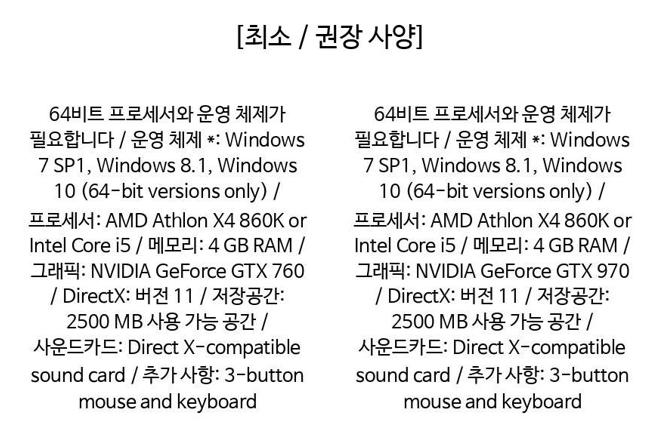 [최소 / 권장 사양]
64비트 프로세서와 운영 체제가
필요합니다 / 운영 체제 *: Windows
7 SP1, Windows 8.1, Windows
10 (64-bit versions only) /
프로세서: AMD Athlon X4 860K or
Intel Core i5 / 메모리: 4 GB RAM /
그래픽: NVIDIA GeForce GTX 760
/ DirectX: 버전 11 / 저장공간:
2500 MB 사용 가능 공간 /
사운드카드: Direct X-compatible
sound card / 추가 사항: 3-button
mouse and keyboard
64비트 프로세서와 운영 체제가
필요합니다 / 운영 체제 *: Windows
7 SP1, Windows 8.1, Windows
10 (64-bit versions only) /
프로세서: AMD Athlon X4 860K or
Intel Core i5 / 메모리: 4 GB RAM /
그래픽: NVIDIA GeForce GTX 970
/ DirectX: 버전 11 / 저장공간:
2500 MB 사용 가능 공간 /
사운드카드: Direct X-compatible
sound card / 추가 사항: 3-button
mouse and keyboard